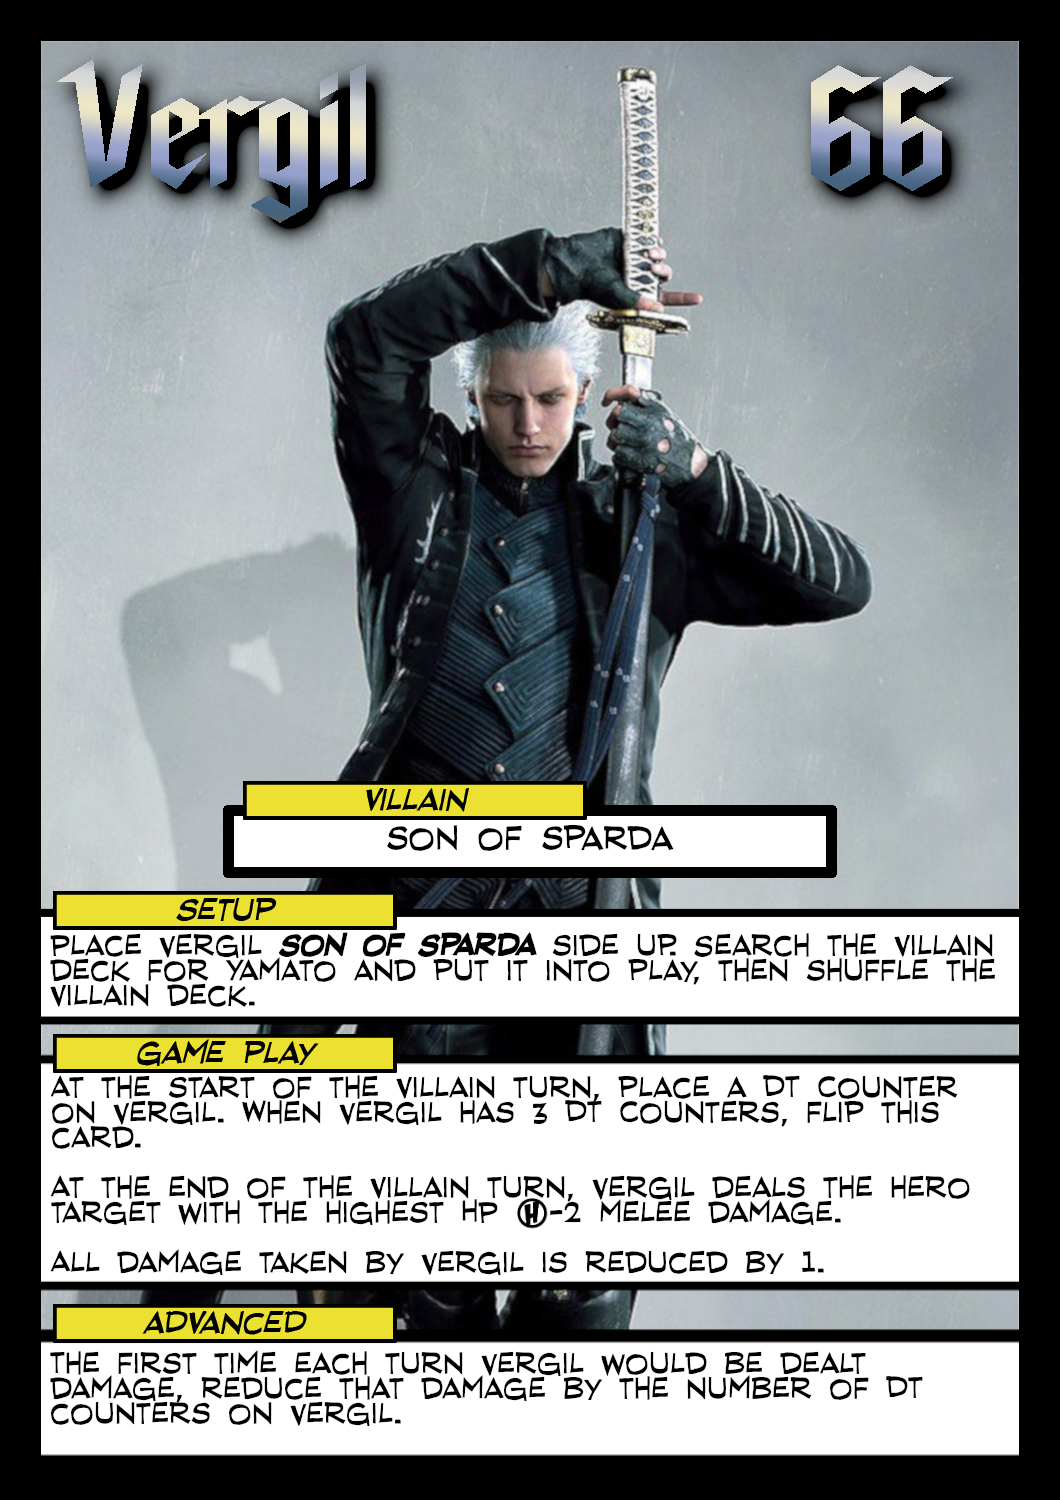 Vergil 66
VILLAIN
SON OF SPARDA
SETUP
PLACE VERGIL SON OF SPARDA SIDE UP. SEARCH THE VILLAIN
DECK FOR YAMATO AND PUT IT INTO PLAY, THEN SHUFFLE THE
VILLAIN DECK.
GAME PLAY
AT THE START OF THE VILLAIN TURN, PLACE A DT COUNTER
ON VERGIL. WHEN VERGIL HAS 3 DT COUNTERS, FLIP THIS
CARD.
AT THE END OF THE VILLAIN TURN, VERGIL DEALS THE HERO
TARGET WITH THE HIGHEST HP H-2 MELEE DAMAGE.
ALL DAMAGE TAKEN BY VERGIL IS REDUCED BY 1.
ADVANCED
THE FIRST TIME EACH TURN VERGIL WOULD BE DEALT
DAMAGE, REDUCE THAT DAMAGE BY THE NUMBER OF DT
COUNTERS ON VERGIL.